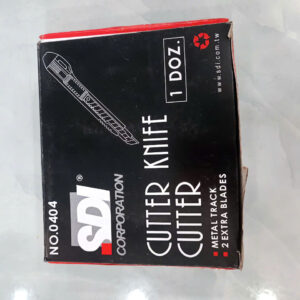 NO.0404
SDI®
CORPORATION
CUTTER KNIFE
CUTTER
1 DOZ.
METAL TRACK
2 EXTRA BLADES
www.sdi.com.tw